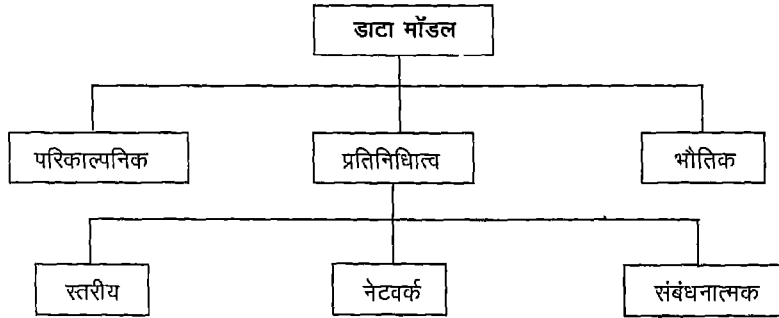 डाटा मॉडल
परिकाल्पनिक प्रतिनिधिात्व भौतिक
स्तरीय नेटवर्क संबंधनात्मक